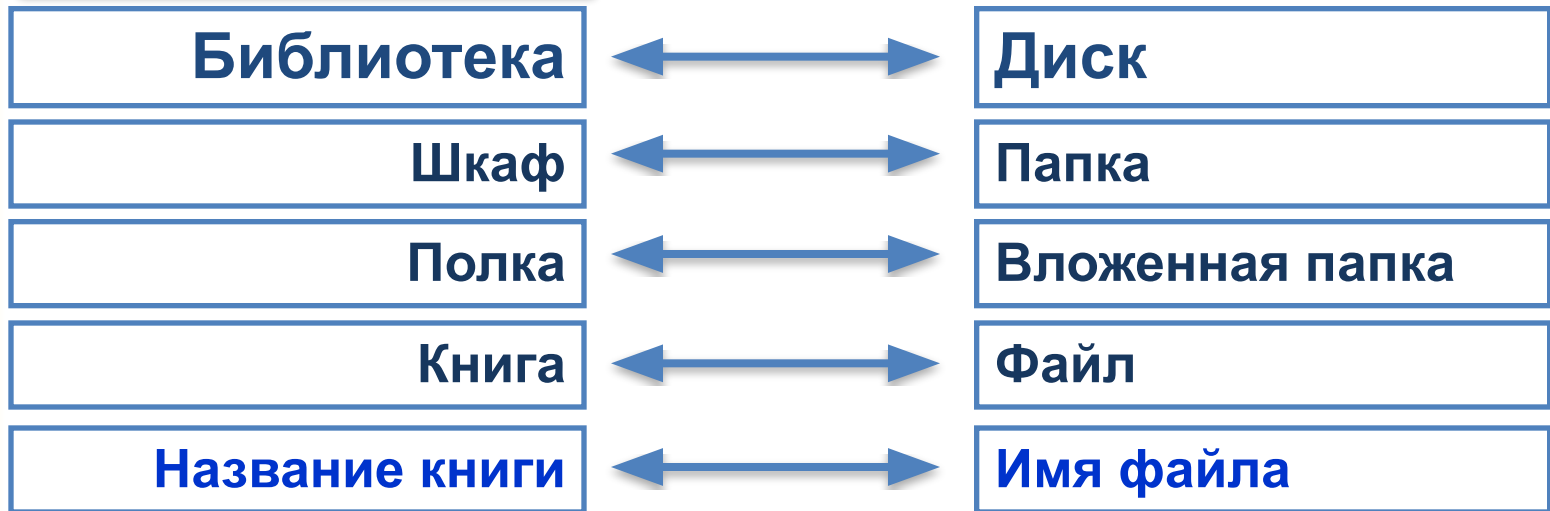 Библиотека Диск
Шкаф Папка
Полка Вложенная папка
Книга Файл
Название книги Имя файла